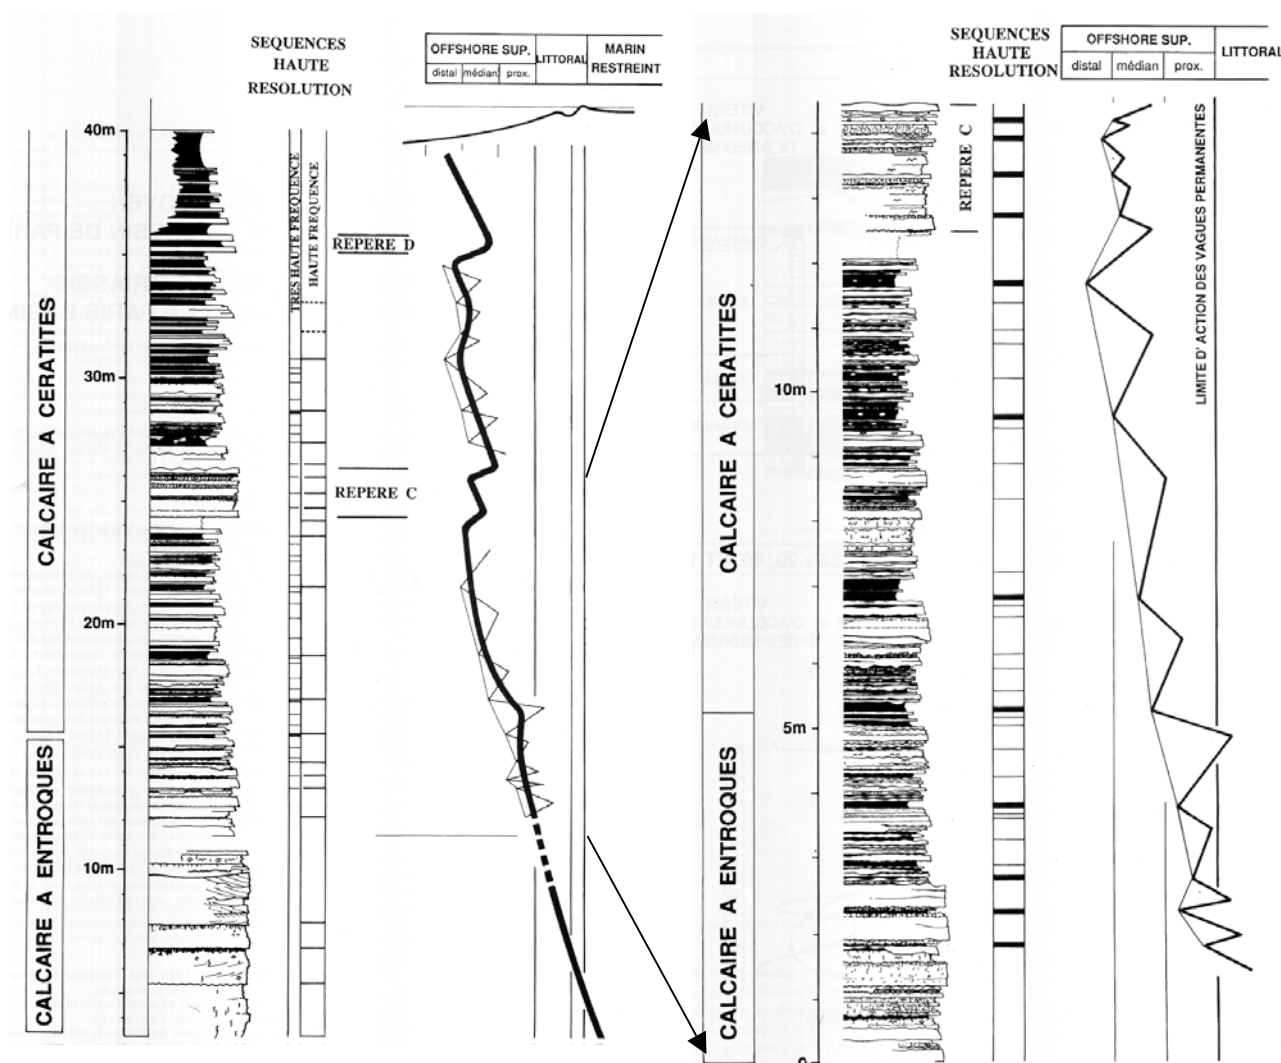 SEQUENCES
HAUTE
RESOLUTION
OFFSHORE SUP.
distal
médian
prox.
LITTORAL
MARIN
RESTREINT
40m
30m
20m
10m
CALCAIRE A CERATITES
CALCAIRE A ENTROQUES
TRES HAUTE FREQUENCE
HAUTE FREQUENCE
REPERE D
REPERE C
SEQUENCES
HAUTE
RESOLUTION
OFFSHORE SUP.
distal
médian
prox.
LITTORAL
REPERE C
LIMITE D' ACTION DES VAGUES PERMANENTES
10m
5m
CALCAIRE A CERATITES
CALCAIRE A ENTROQUES